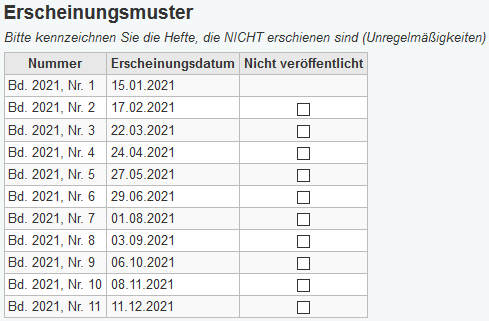 Erscheinungsmuster
Bitte kennzeichnen Sie die Hefte, die NICHT erschienen sind (Unregelmäßigkeiten)
Nummer Erscheinungsdatum Nicht veröffentlicht
Bd. 2021, Nr. 1 15.01.2021
Bd. 2021, Nr. 2 17.02.2021
Bd. 2021, Nr. 3 22.03.2021
Bd. 2021, Nr. 4 24.04.2021
Bd. 2021, Nr. 5 27.05.2021
Bd. 2021, Nr. 6 29.06.2021
Bd. 2021, Nr. 7 01.08.2021
Bd. 2021, Nr. 8 03.09.2021
Bd. 2021, Nr. 9 06.10.2021
Bd. 2021, Nr. 10 08.11.2021
Bd. 2021, Nr. 11 11.12.2021